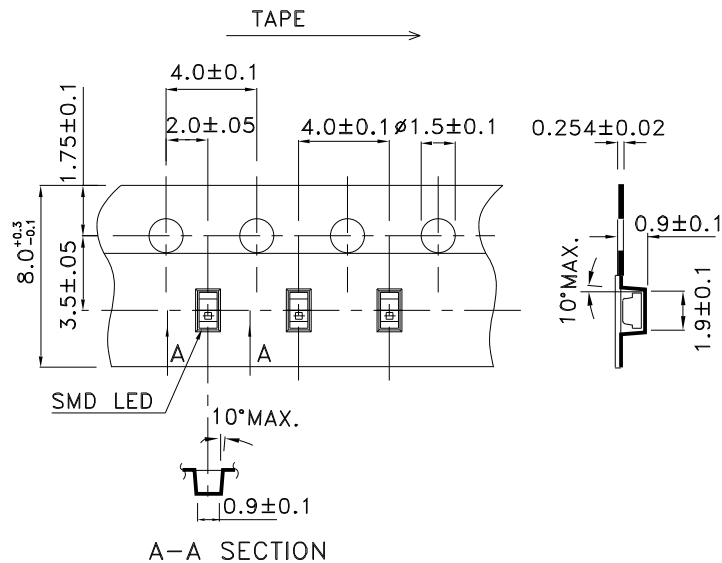 TAPE
4.0±0.1
2.0±.05
4.0±0.1
ø1.5±0.1
0.254±0.02
1.75±0.1
8.0+0.3-0.1
3.5±.05
0.9±0.1
10°MAX.
1.9±0.1
A
A
SMD LED
10°MAX.
0.9±0.1
A-A SECTION